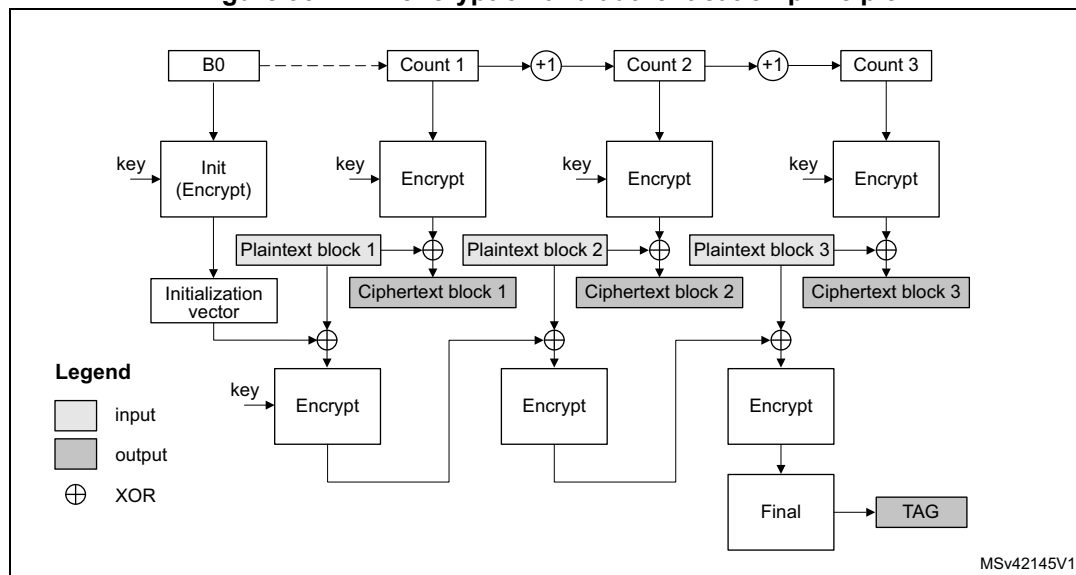 B0
Count 1
+1
Count 2
+1
Count 3
key
Init
(Encrypt)
key
Encrypt
key
Encrypt
key
Encrypt
Plaintext block 1
Plaintext block 2
Plaintext block 3
Ciphertext block 1
Ciphertext block 2
Ciphertext block 3
Initialization
vector
Legend
input
output
XOR
key
Encrypt
Encrypt
Encrypt
Final
TAG
MSv42145V1